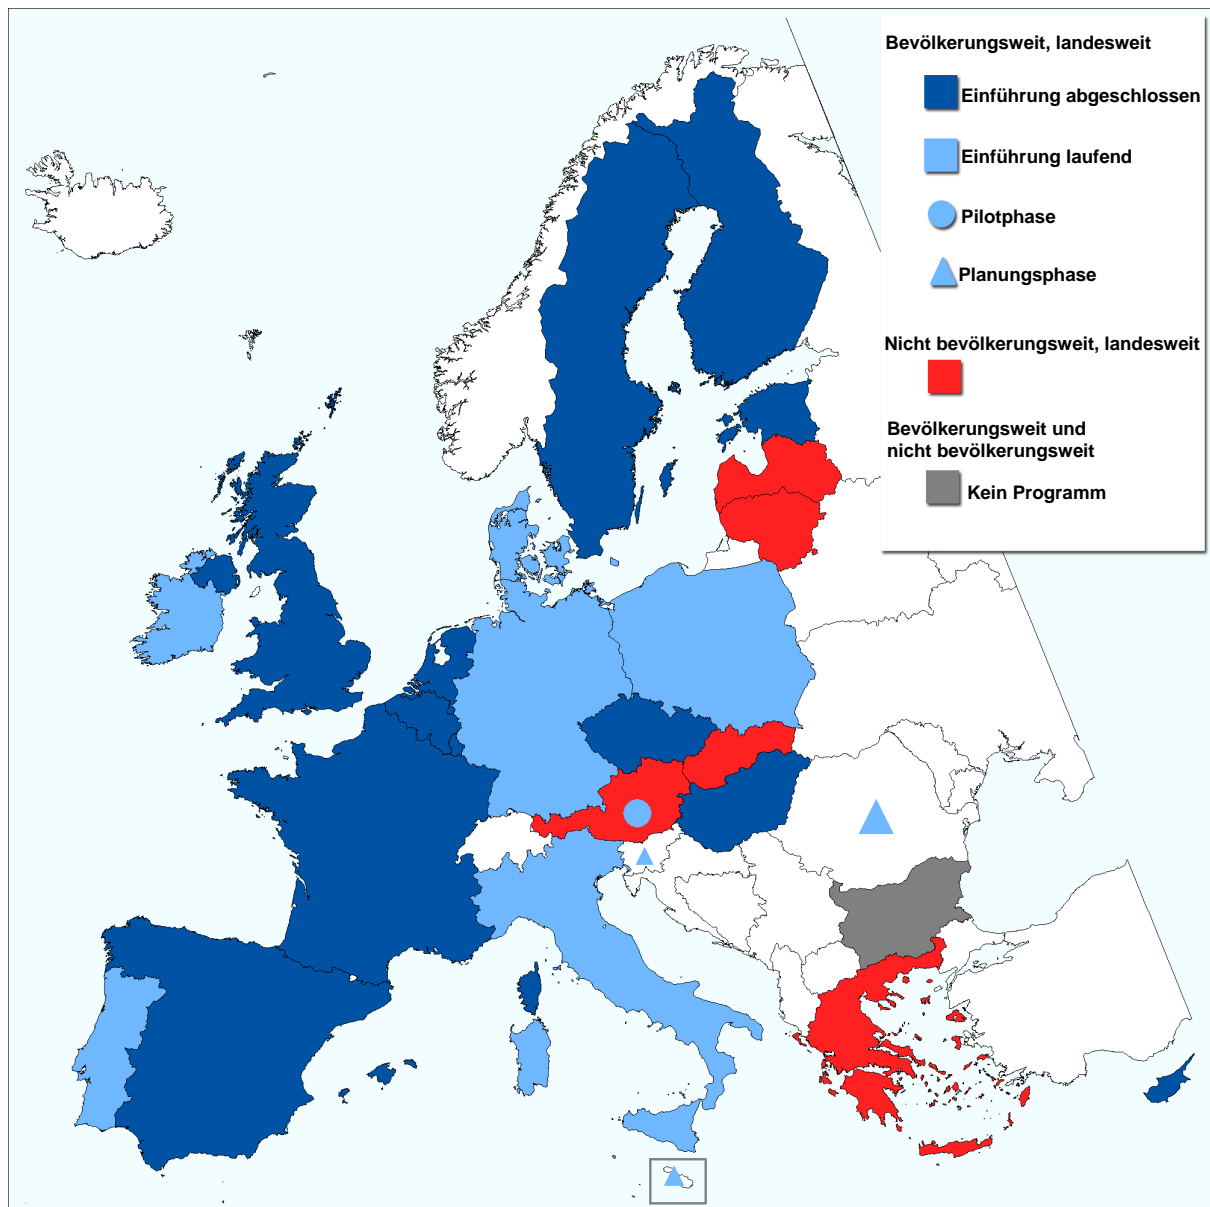 Bevölkerungsweit, landesweit
Einführung abgeschlossen
Einführung laufend
Pilotphase
Planungsphase
Nicht bevölkerungsweit, landesweit
Bevölkerungsweit und
nicht bevölkerungsweit
Kein Programm